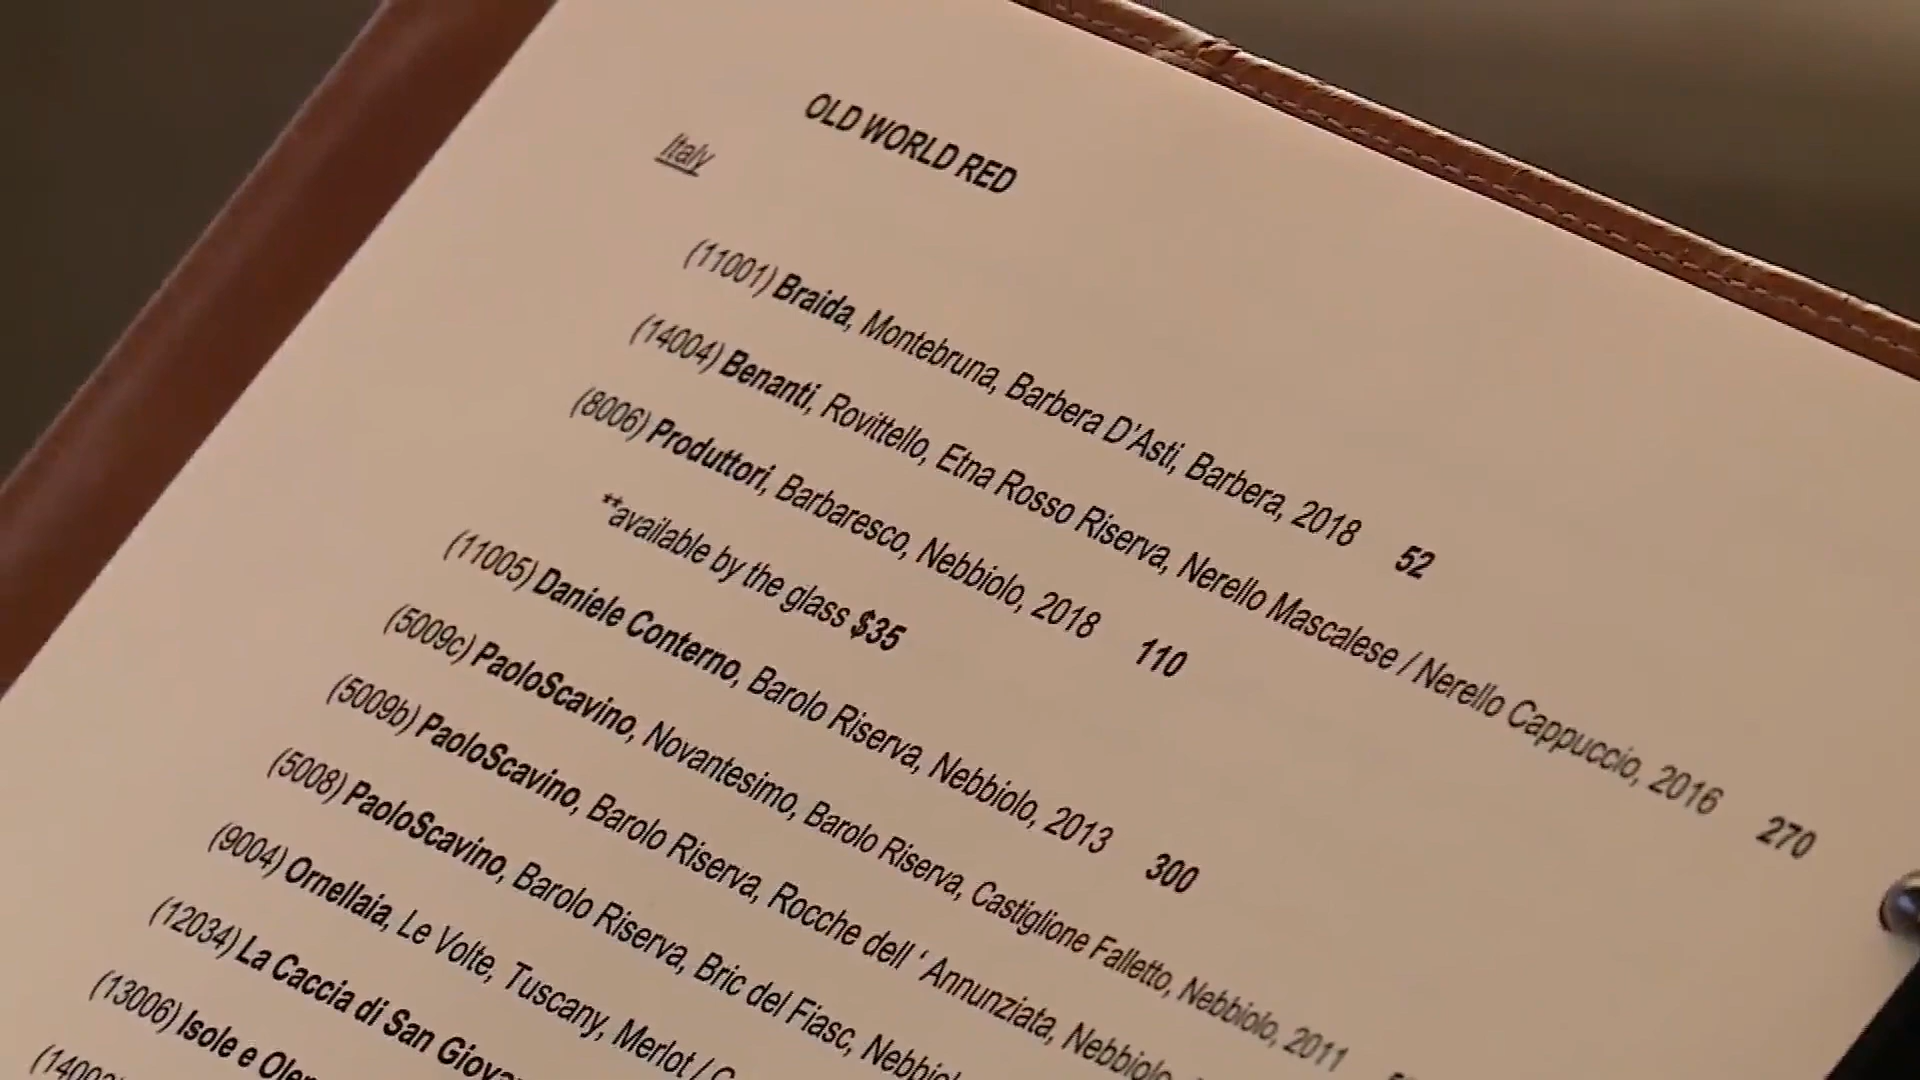 OLD WORLD RED
Italy
(11001) Braida, Montebruna, Barbera D'Asti, Barbera, 2018 52
(14004) Benanti, Rovittello, Etna Rosso Riserva, Nerello Mascalese / Nerello Cappuccio, 2016 270
(8006) Produttori, Barbaresco, Nebbiolo, 2018 110
**available by the glass $35
(11005) Daniele Conterno, Barolo Riserva, Nebbiolo, 2013 300
(5009c) PaoloScavino, Novantesimo, Barolo Riserva, Castiglione Falletto, Nebbiolo, 2011
(5009b) PaoloScavino, Barolo Riserva, Rocche dell ' Annunziata, Nebbiolo
(5008) PaoloScavino, Barolo Riserva, Bric del Fiasc,
(9004) Ornellaia, Le Volte, Tuscany, Merlot /
(12034) La Caccia di San
(13006) Isole e